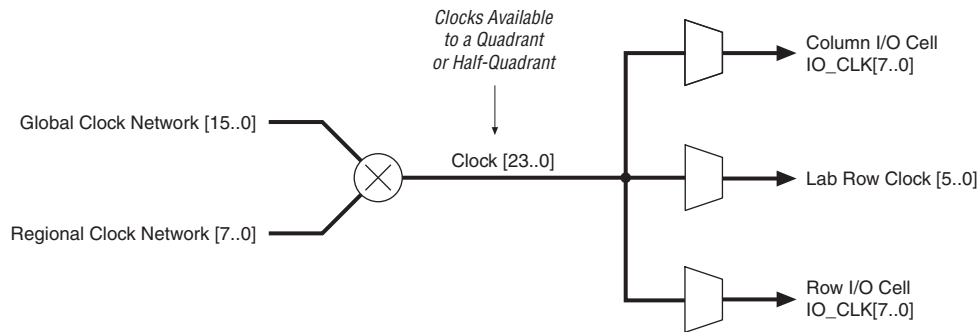 Clocks Available
to a Quadrant
or Half-Quadrant
Column I/O Cell
IO_CLK[7..0]
Global Clock Network [15..0]
Clock [23..0]
Lab Row Clock [5..0]
Regional Clock Network [7..0]
Row I/O Cell
IO_CLK[7..0]